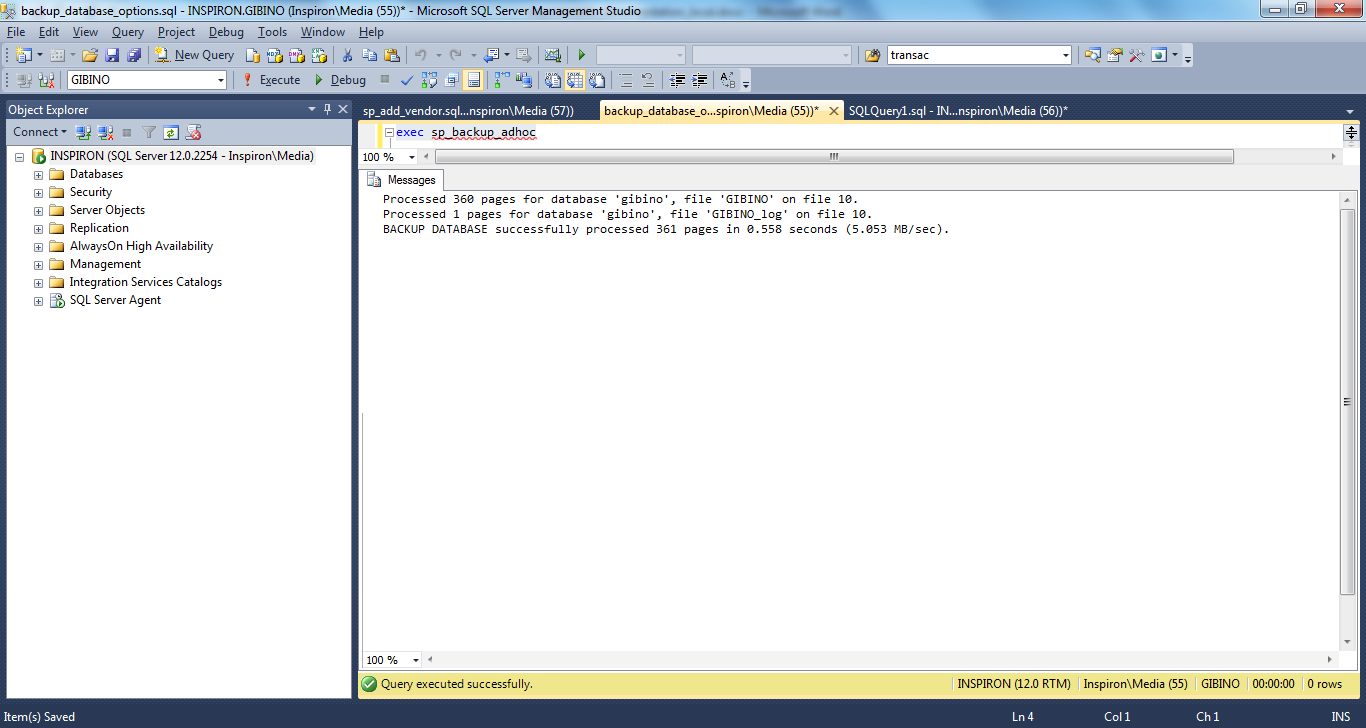 backup_database_options.sql - INSPIRON.GIBINO (Inspiron\Media (55))* - Microsoft SQL Server Management Studio
File Edit View Query Project Debug Tools Window Help
New Query transac
GIBINO Execute Debug
Object Explorer
sp_add_vendor.sql...nspiron\Media (57)) backup_database_o...spiron\Media (55))* SQLQuery1.sql - IN...nspiron\Media (56))*
Connect
exec sp_backup_adhoc
100 %
INSPIRON (SQL Server 12.0.2254 - Inspiron\Media)
Databases
Security
Server Objects
Replication
AlwaysOn High Availability
Management
Integration Services Catalogs
SQL Server Agent
Messages
Processed 360 pages for database 'gibino', file 'GIBINO' on file 10.
Processed 1 pages for database 'gibino', file 'GIBINO_log' on file 10.
BACKUP DATABASE successfully processed 361 pages in 0.558 seconds (5.053 MB/sec).
100 %
Query executed successfully. INSPIRON (12.0 RTM) Inspiron\Media (55) GIBINO 00:00:00 0 rows
Item(s) Saved Ln 4 Col 1 Ch 1 INS